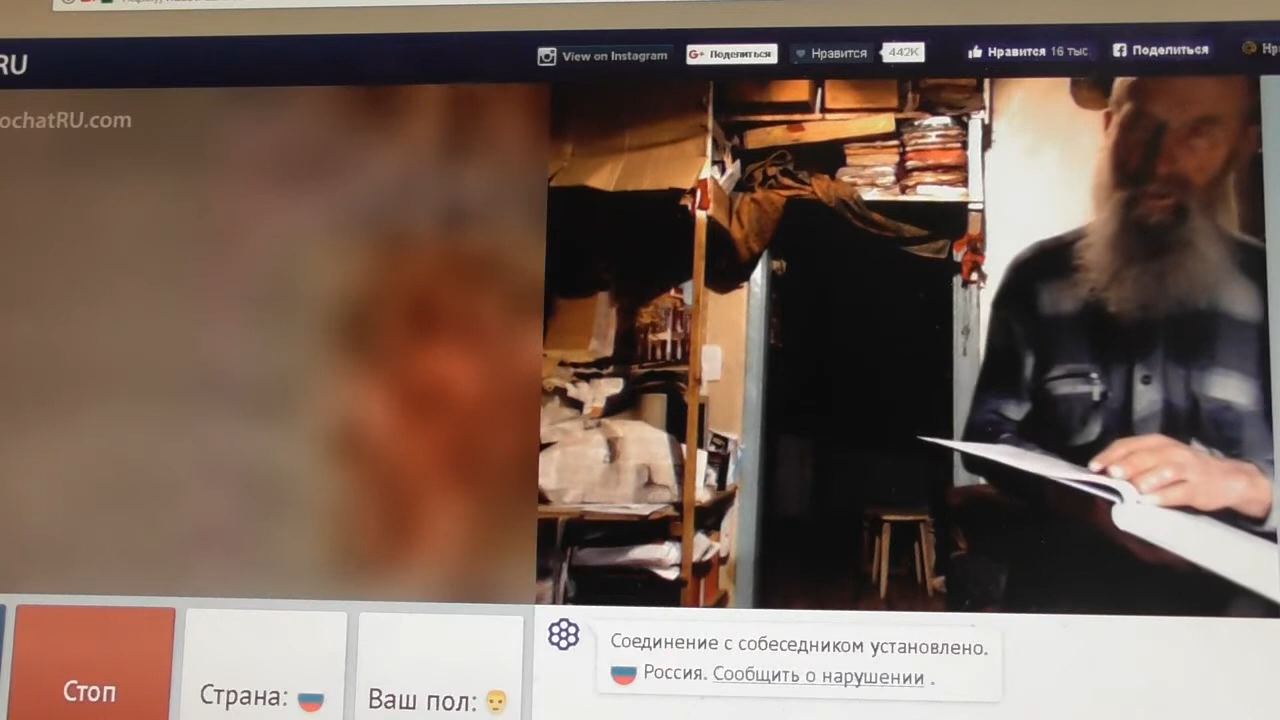 RU
View on Instagram
G+ Поделиться
Нравится
442K
Нравится 16 тыс.
Поделиться
ochatRU.com
Соединение с собеседником установлено.
Россия. Сообщить о нарушении .
Стоп
Страна:
Ваш пол: